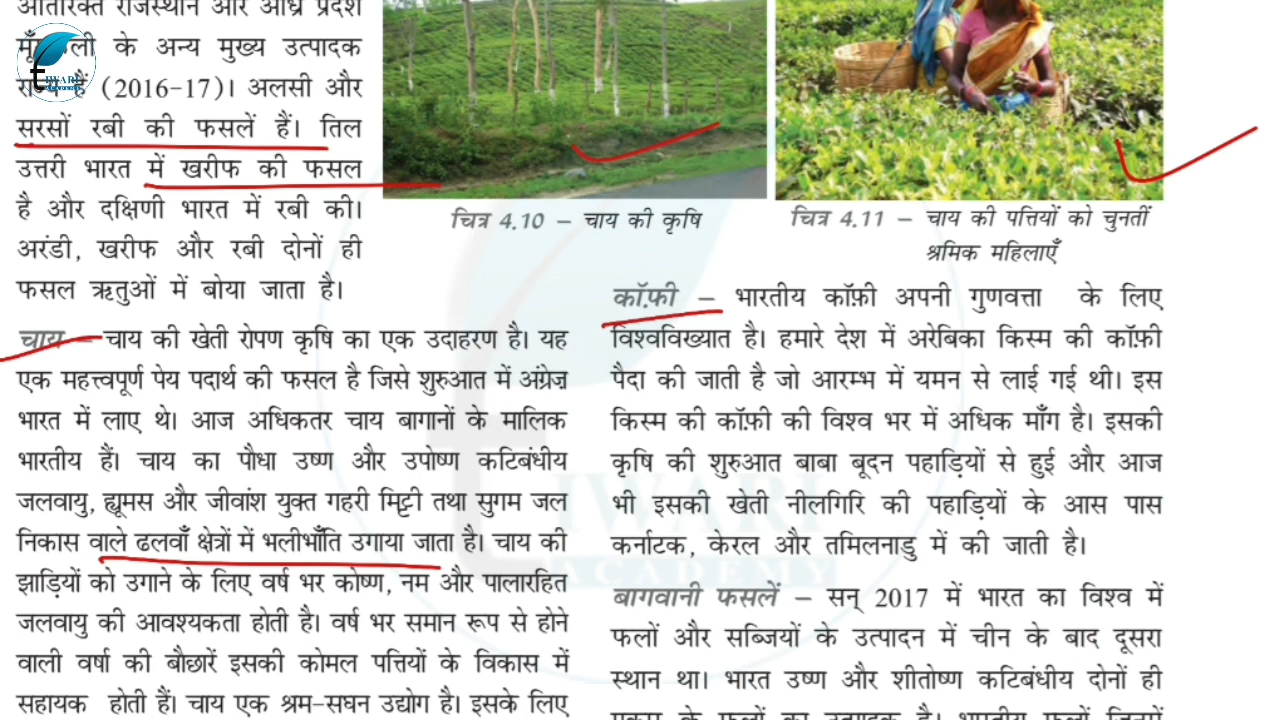 अतिरिक्त राजस्थान और आंध्र प्रदेश
के अन्य मुख्य उत्पादक
हैं (2016-17)। अलसी और
सरसों रबी की फसलें हैं। तिल
उत्तरी भारत में खरीफ की फसल
है और दक्षिणी भारत में रबी की।
अरंडी, खरीफ और रबी दोनों ही
फसल ऋतुओं में बोया जाता है।
चाय – चाय की खेती रोपण कृषि का एक उदाहरण है। यह
एक महत्त्वपूर्ण पेय पदार्थ की फसल है जिसे शुरुआत में अंग्रेज़
भारत में लाए थे। आज अधिकतर चाय बागानों के मालिक
भारतीय हैं। चाय का पौधा उष्ण और उपोष्ण कटिबंधीय
जलवायु, ह्यूमस और जीवांश युक्त गहरी मिट्टी तथा सुगम जल
निकास वाले ढलवाँ क्षेत्रों में भलीभाँति उगाया जाता है। चाय की
झाड़ियों को उगाने के लिए वर्ष भर कोष्ण, नम और पालारहित
जलवायु की आवश्यकता होती है। वर्ष भर समान रूप से होने
वाली वर्षा की बौछारें इसकी कोमल पत्तियों के विकास में
सहायक होती हैं। चाय एक श्रम-सघन उद्योग है। इसके लिए
चित्र 4.10 – चाय की कृषि
चित्र 4.11 – चाय की पत्तियों को चुनतीं
श्रमिक महिलाएँ
कॉफ़ी – भारतीय कॉफ़ी अपनी गुणवत्ता के लिए
विश्वविख्यात है। हमारे देश में अरेबिका किस्म की कॉफ़ी
पैदा की जाती है जो आरम्भ में यमन से लाई गई थी। इस
किस्म की कॉफ़ी की विश्व भर में अधिक माँग है। इसकी
कृषि की शुरुआत बाबा बूदन पहाड़ियों से हुई और आज
भी इसकी खेती नीलगिरि की पहाड़ियों के आस पास
कर्नाटक, केरल और तमिलनाडु में की जाती है।
बागवानी फसलें – सन् 2017 में भारत का विश्व में
फलों और सब्जियों के उत्पादन में चीन के बाद दूसरा
स्थान था। भारत उष्ण और शीतोष्ण कटिबंधीय दोनों ही
tIWARI
ACADEMY